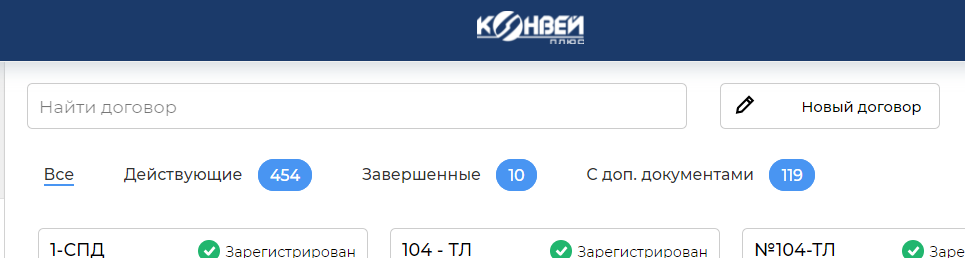 КОНВЕЙ
ПЛЮС
Найти договор
Новый договор
Все Действующие 454 Завершенные 10 С доп. документами 119
1-СПД Зарегистрирован 104 - ТЛ Зарегистрирован №104-ТЛ Заре